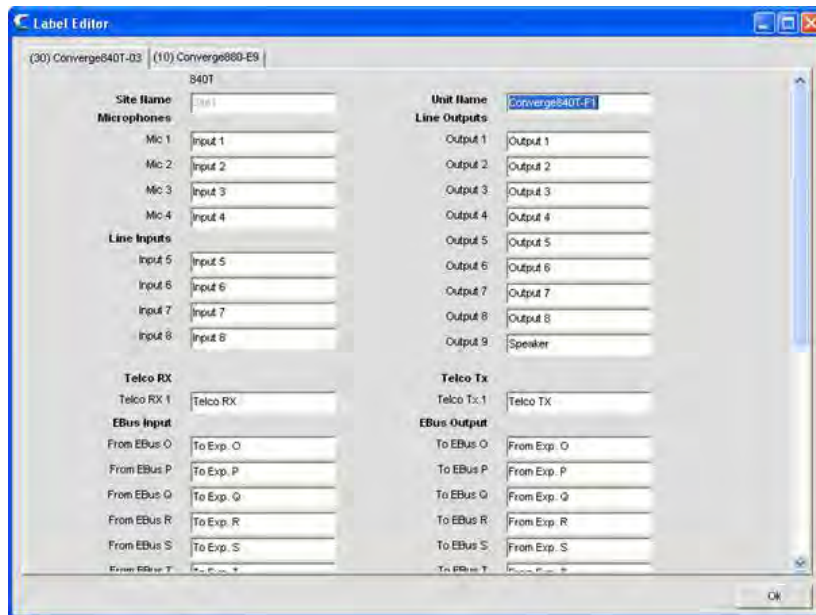 Label Editor
(30) Converge840T-03 (10) Converge880-E9
840T
Site Name Unit Name Converge840T-F1
Microphones Line Outputs
Mic 1 Input 1 Output 1 Output 1
Mic 2 Input 2 Output 2 Output 2
Mic 3 Input 3 Output 3 Output 3
Mic 4 Input 4 Output 4 Output 4
Line Inputs Output 5 Output 5
Input 5 Input 5 Output 6 Output 6
Input 6 Input 6 Output 7 Output 7
Input 7 Input 7 Output 8 Output 8
Input 8 Input 8 Output 9 Speaker
Telco RX Telco Tx
Telco RX 1 Telco RX Telco Tx 1 Telco TX
EBus Input EBus Output
From EBus O To Exp. O To EBus O From Exp. O
From EBus P To Exp. P To EBus P From Exp. P
From EBus Q To Exp. Q To EBus Q From Exp. Q
From EBus R To Exp. R To EBus R From Exp. R
From EBus S To Exp. S To EBus S From Exp. S
From EBus T To EBus T
Ok